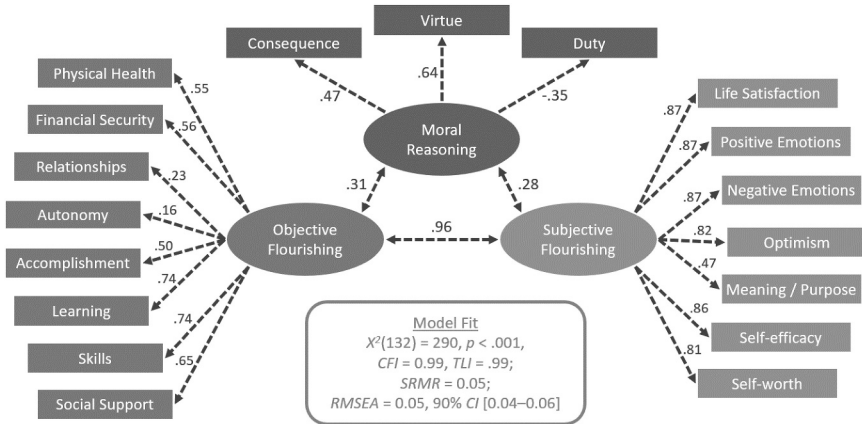 Virtue
Consequence
Duty
.47
.64
-.35
Moral
Reasoning
Physical Health
Financial Security
Relationships
Autonomy
Accomplishment
Learning
Skills
Social Support
.55
.56
.23
.16
.50
.74
.74
.65
Objective
Flourishing
.31
.28
.96
Subjective
Flourishing
.87
.87
.87
.82
.47
.86
.81
Life Satisfaction
Positive Emotions
Negative Emotions
Optimism
Meaning / Purpose
Self-efficacy
Self-worth
Model Fit
X²(132) = 290, p < .001,
CFI = 0.99, TLI = .99;
SRMR = 0.05;
RMSEA = 0.05, 90% CI [0.04–0.06]